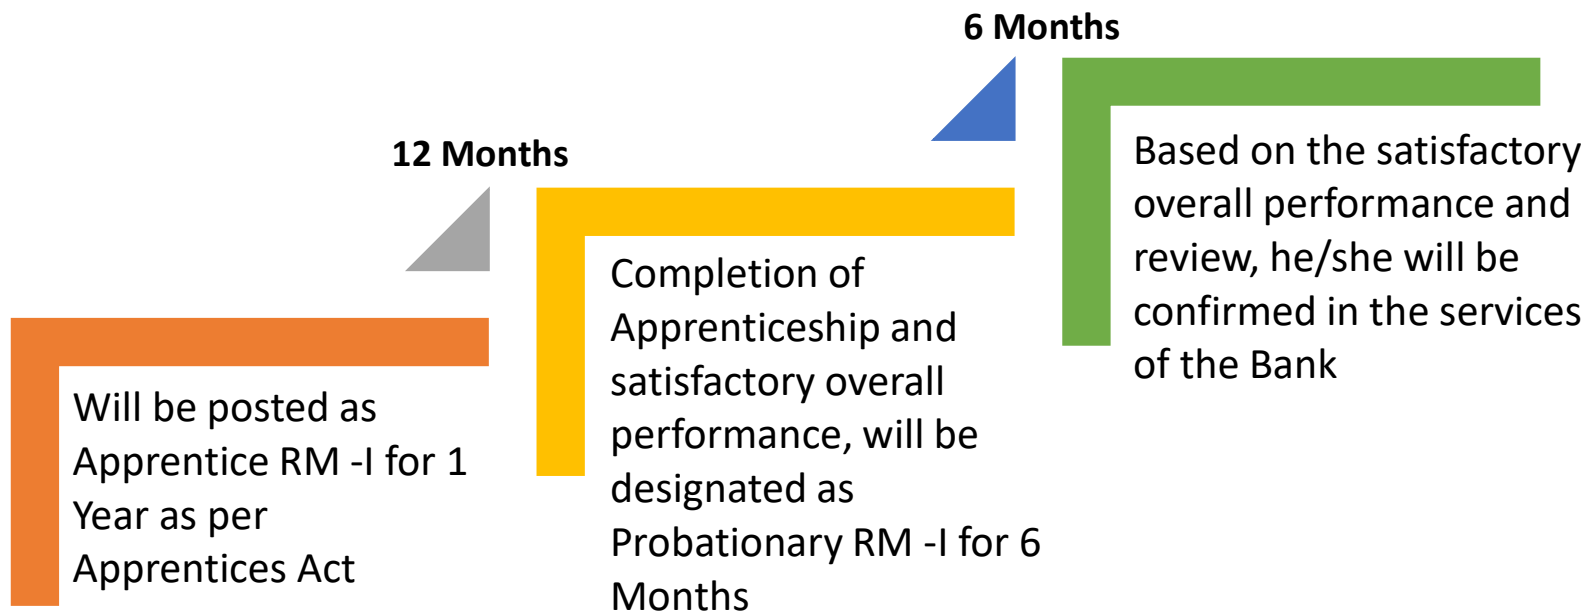 6 Months
12 Months
Based on the satisfactory
overall performance and
review, he/she will be
confirmed in the services
of the Bank
Completion of
Apprenticeship and
satisfactory overall
performance, will be
designated as
Probationary RM -I for 6
Months
Will be posted as
Apprentice RM -I for 1
Year as per
Apprentices Act